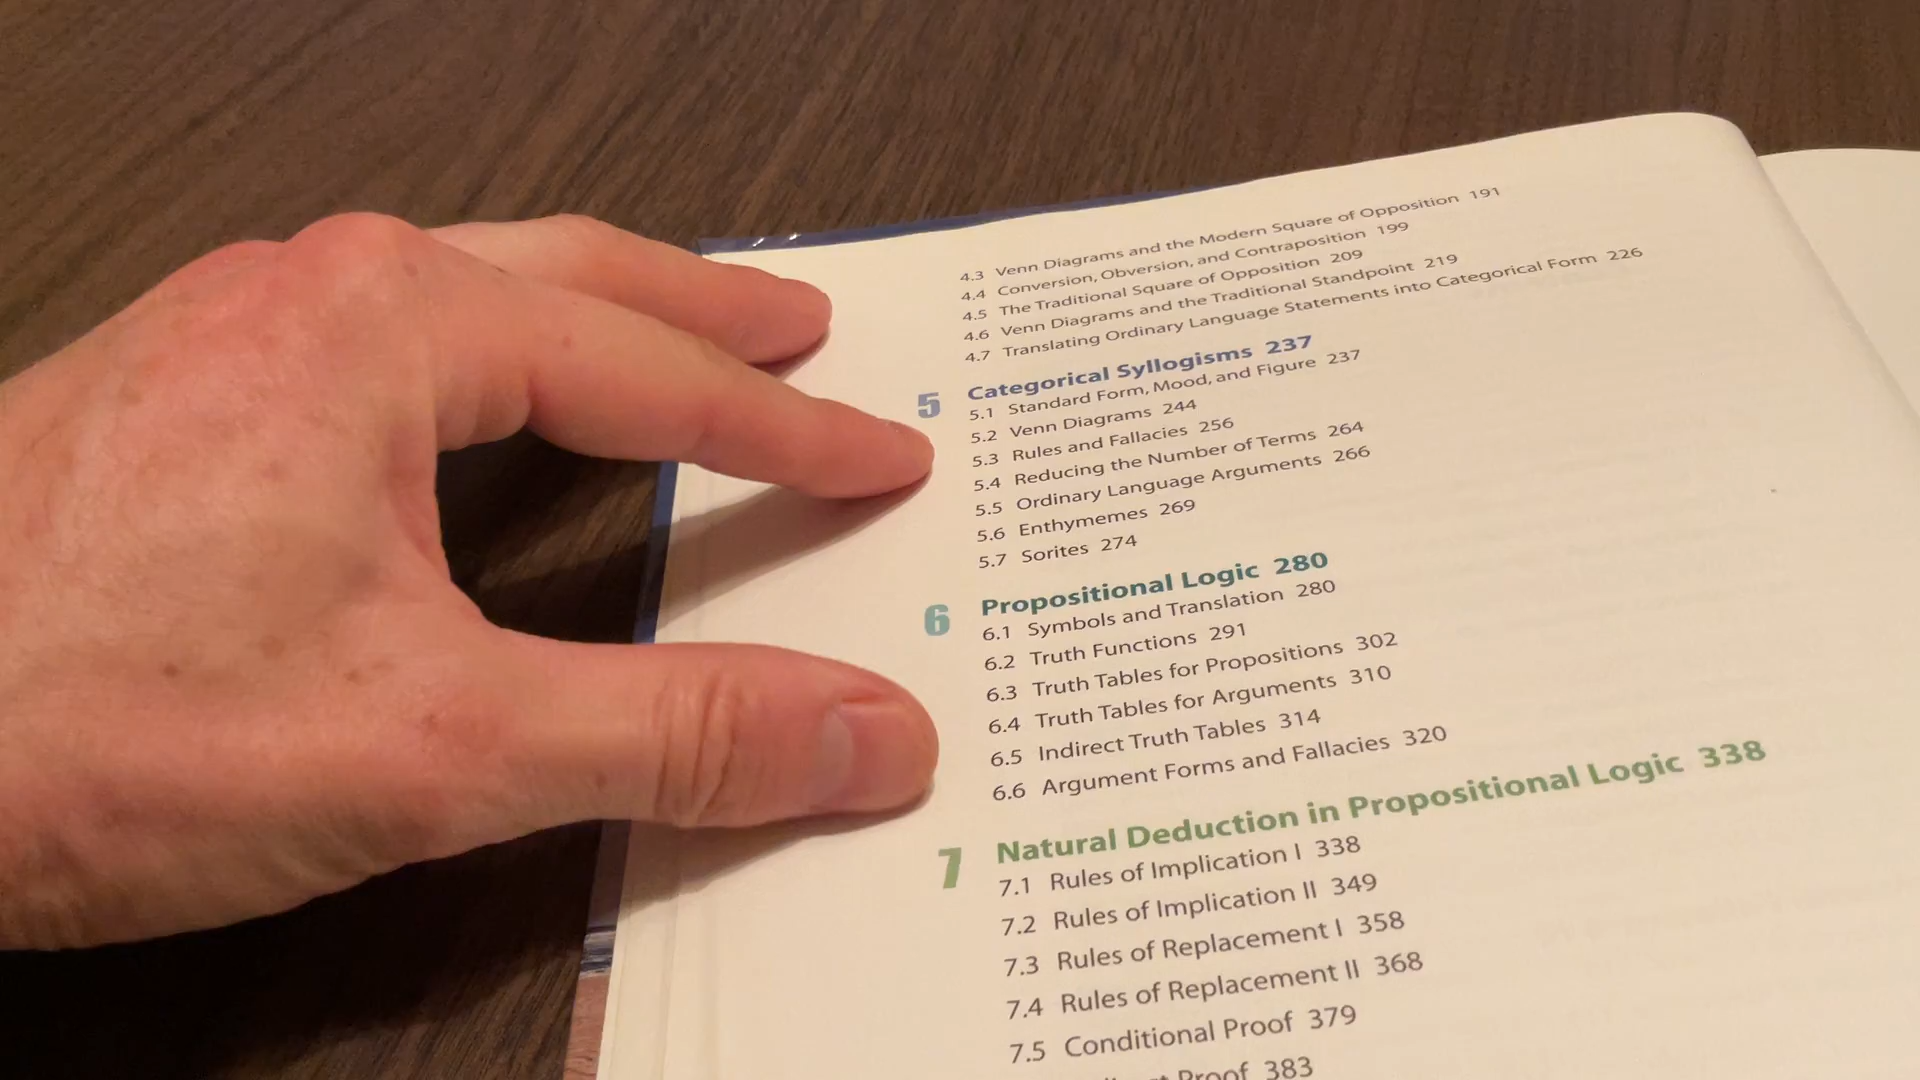 4.3 Venn Diagrams and the Modern Square of Opposition 191
4.4 Conversion, Obversion, and Contraposition 199
4.5 The Traditional Square of Opposition 209
4.6 Venn Diagrams and the Traditional Standpoint 219
4.7 Translating Ordinary Language Statements into Categorical Form 226
5 Categorical Syllogisms 237
5.1 Standard Form, Mood, and Figure 237
5.2 Venn Diagrams 244
5.3 Rules and Fallacies 256
5.4 Reducing the Number of Terms 264
5.5 Ordinary Language Arguments 266
5.6 Enthymemes 269
5.7 Sorites 274
6 Propositional Logic 280
6.1 Symbols and Translation 280
6.2 Truth Functions 291
6.3 Truth Tables for Propositions 302
6.4 Truth Tables for Arguments 310
6.5 Indirect Truth Tables 314
6.6 Argument Forms and Fallacies 320
7 Natural Deduction in Propositional Logic 338
7.1 Rules of Implication I 338
7.2 Rules of Implication II 349
7.3 Rules of Replacement I 358
7.4 Rules of Replacement II 368
7.5 Conditional Proof 379
Proof 383